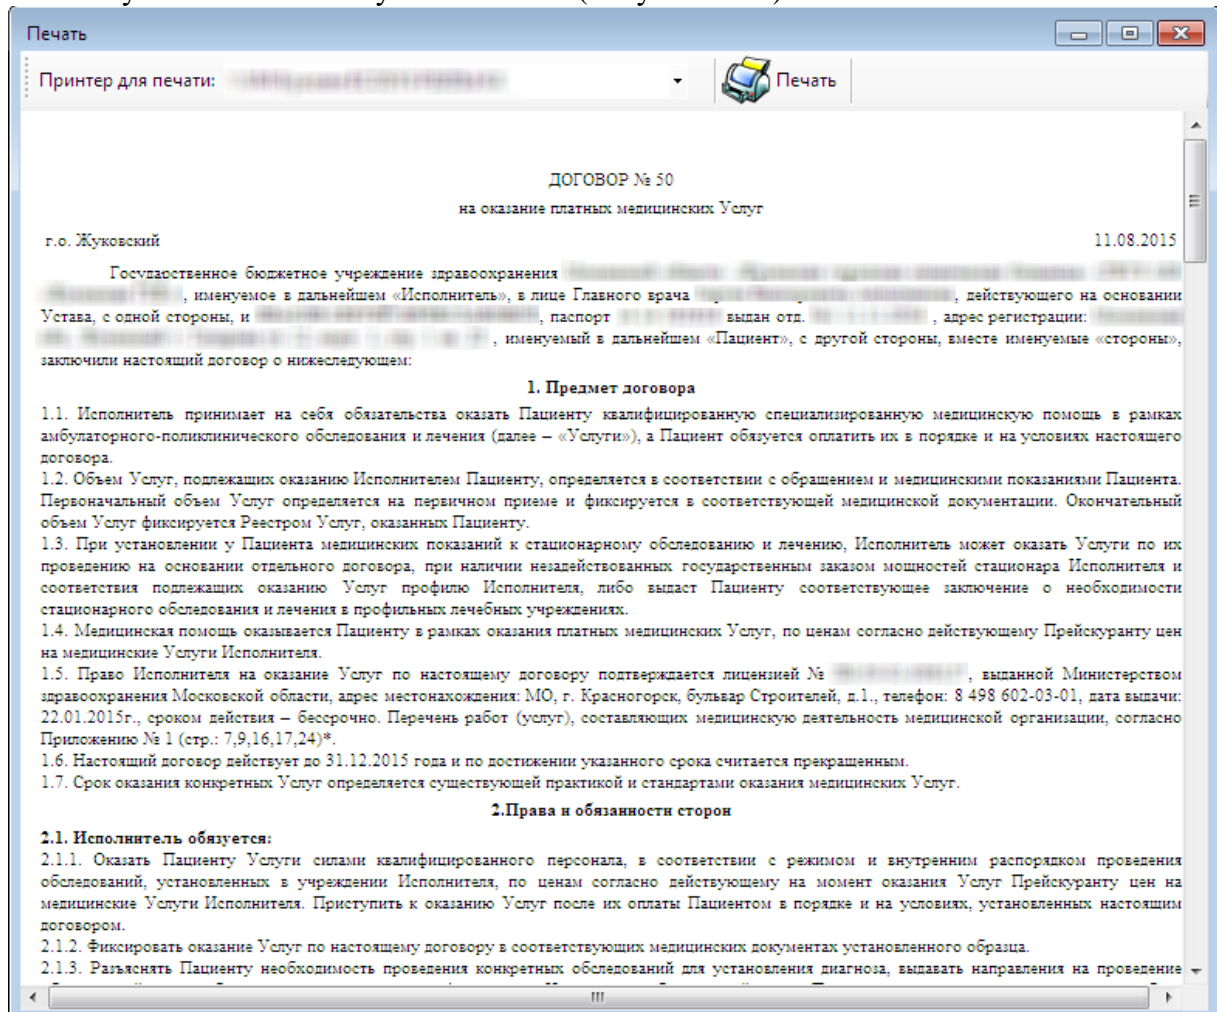 Печать
Принтер для печати:
Печать
ДОГОВОР № 50
на оказание платных медицинских Услуг
г.о. Жуковский 11.08.2015
Государственное бюджетное учреждение здравоохранения
, именуемое в дальнейшем «Исполнитель», в лице Главного врача , действующего на основании
Устава, с одной стороны, и , паспорт выдан отд. , адрес регистрации:
, именуемый в дальнейшем «Пациент», с другой стороны, вместе именуемые «стороны»,
заключили настоящий договор о нижеследующем:
1. Предмет договора
1.1. Исполнитель принимает на себя обязательства оказать Пациенту квалифицированную специализированную медицинскую помощь в рамках
амбулаторного-поликлинического обследования и лечения (далее – «Услуги»), а Пациент обязуется оплатить их в порядке и на условиях настоящего
договора.
1.2. Объем Услуг, подлежащих оказанию Исполнителем Пациенту, определяется в соответствии с обращением и медицинскими показаниями Пациента.
Первоначальный объем Услуг определяется на первичном приеме и фиксируется в соответствующей медицинской документации. Окончательный
объем Услуг фиксируется Реестром Услуг, оказанных Пациенту.
1.3. При установлении у Пациента медицинских показаний к стационарному обследованию и лечению, Исполнитель может оказать Услуги по их
проведению на основании отдельного договора, при наличии незадействованных государственным заказом мощностей стационара Исполнителя и
соответствия подлежащих оказанию Услуг профилю Исполнителя, либо выдаст Пациенту соответствующее заключение о необходимости
стационарного обследования и лечения в профильных лечебных учреждениях.
1.4. Медицинская помощь оказывается Пациенту в рамках оказания платных медицинских Услуг, по ценам согласно действующему Прейскуранту цен
на медицинские Услуги Исполнителя.
1.5. Право Исполнителя на оказание Услуг по настоящему договору подтверждается лицензией № , выданной Министерством
здравоохранения Московской области, адрес местонахождения: МО, г. Красногорск, бульвар Строителей, д.1., телефон: 8 498 602-03-01, дата выдачи:
22.01.2015г., сроком действия – бессрочно. Перечень работ (услуг), составляющих медицинскую деятельность медицинской организации, согласно
Приложению № 1 (стр.: 7,9,16,17,24)*.
1.6. Настоящий договор действует до 31.12.2015 года и по достижении указанного срока считается прекращенным.
1.7. Срок оказания конкретных Услуг определяется существующей практикой и стандартами оказания медицинских Услуг.
2.Права и обязанности сторон
2.1. Исполнитель обязуется:
2.1.1. Оказать Пациенту Услуги силами квалифицированного персонала, в соответствии с режимом и внутренним распорядком проведения
обследований, установленных в учреждении Исполнителя, по ценам согласно действующему на момент оказания Услуг Прейскуранту цен на
медицинские Услуги Исполнителя. Приступить к оказанию Услуг после их оплаты Пациентом в порядке и на условиях, установленных настоящим
договором.
2.1.2. Фиксировать оказание Услуг по настоящему договору в соответствующих медицинских документах установленного образца.
2.1.3. Разъяснять Пациенту необходимость проведения конкретных обследований для установления диагноза, выдавать направления на проведение